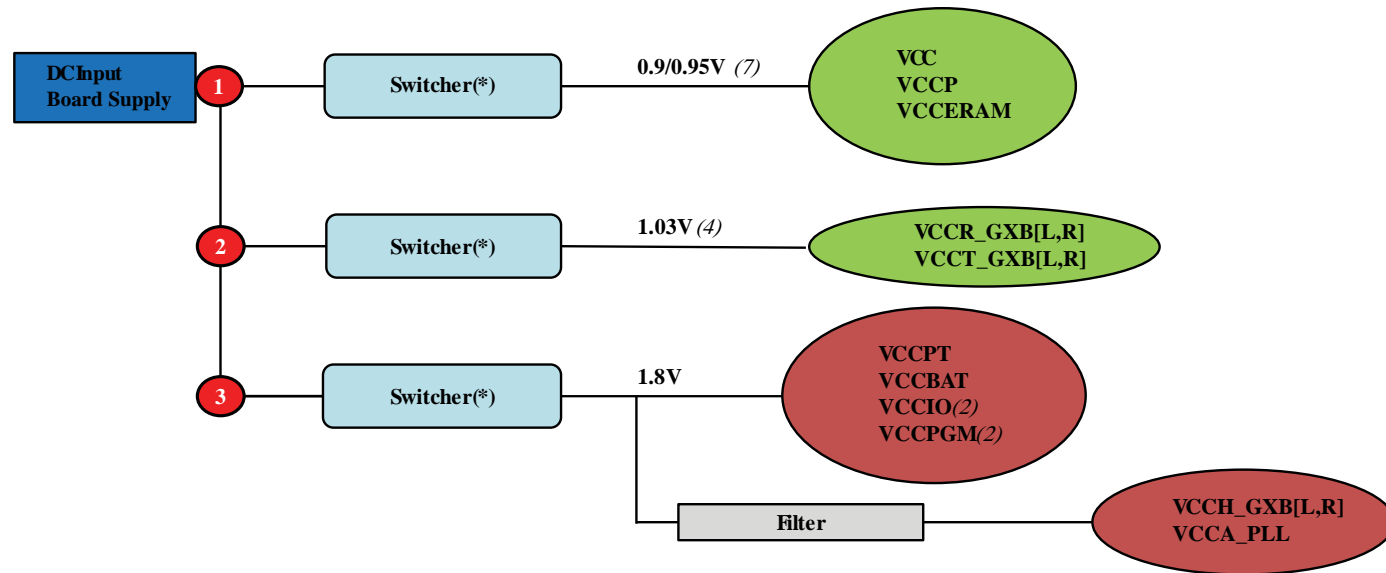 DCInput
Board Supply
1
Switcher(*)
0.9/0.95V (7)
VCC
VCCP
VCCERAM
2
Switcher(*)
1.03V (4)
VCCR_GXB[L,R]
VCCT_GXB[L,R]
3
Switcher(*)
1.8V
VCCPT
VCCBAT
VCCIO(2)
VCCPGM(2)
Filter
VCCH_GXB[L,R]
VCCA_PLL